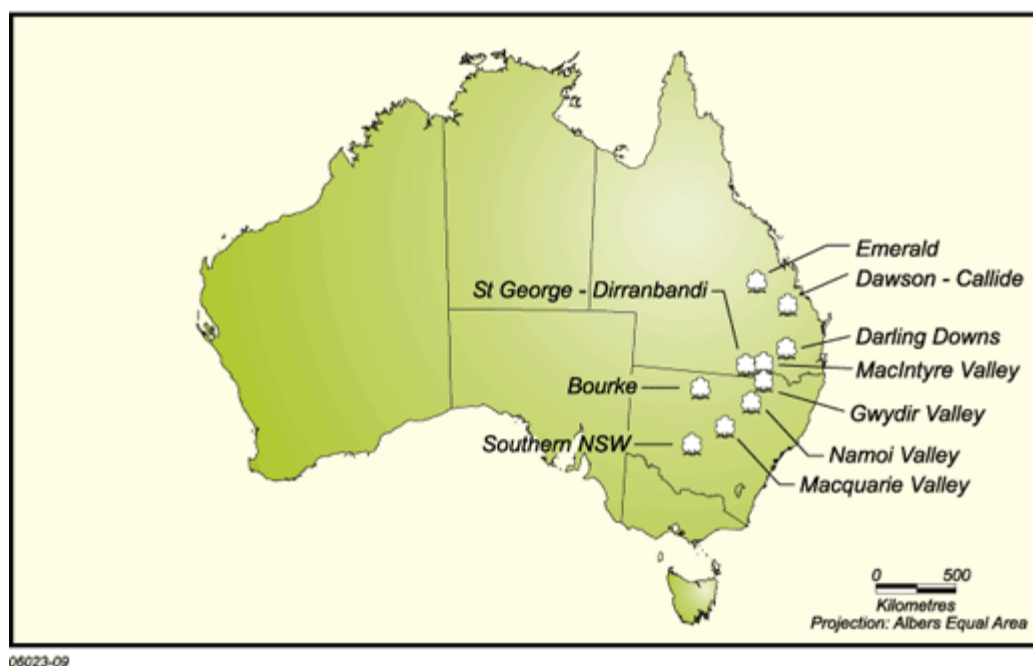 Emerald
Dawson - Callide
St George - Dirranbandi
Darling Downs
MacIntyre Valley
Bourke
Gwydir Valley
Southern NSW
Namoi Valley
Macquarie Valley
0 500
Kilometres
Projection: Albers Equal Area
06023-09